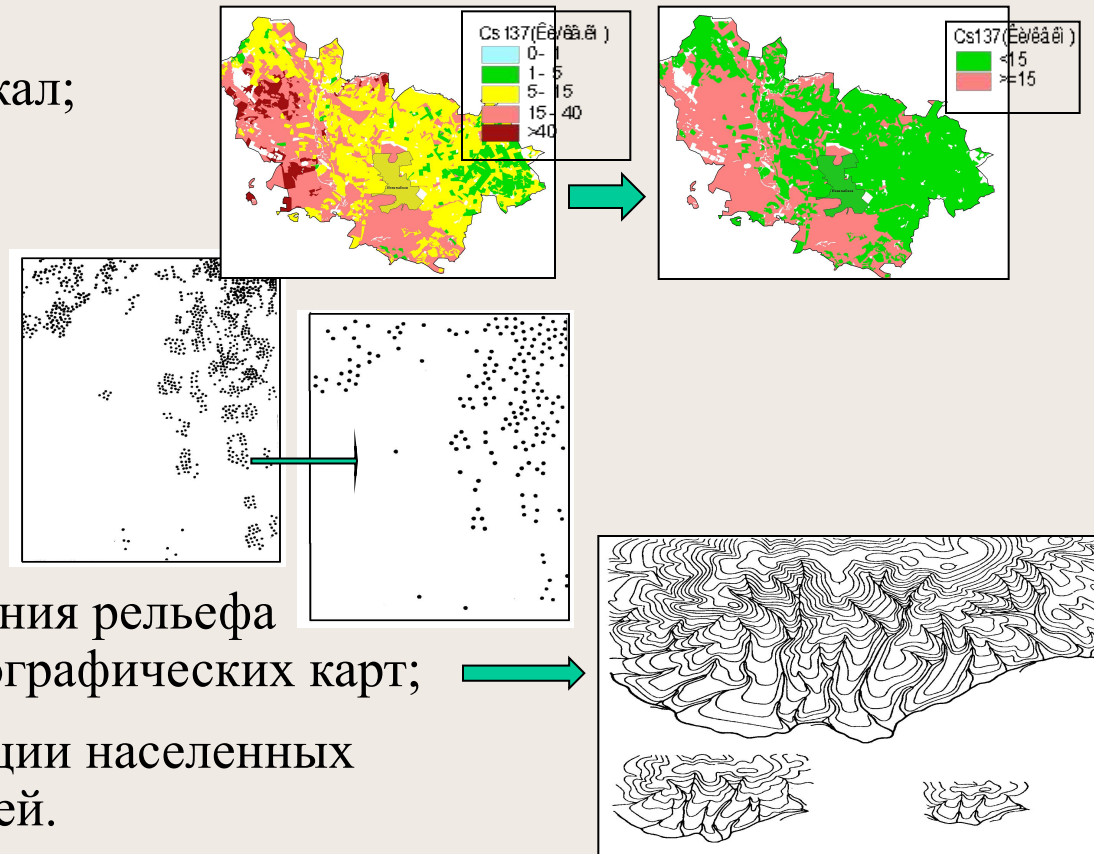 кал;
Cs137(Êè/êâ.êì )
0- 1
1- 5
5- 15
15- 40
>40
Cs137(Êè/êâ.êì )
<15
>=15
ния рельефа
ографических карт;
ции населенных
ей.